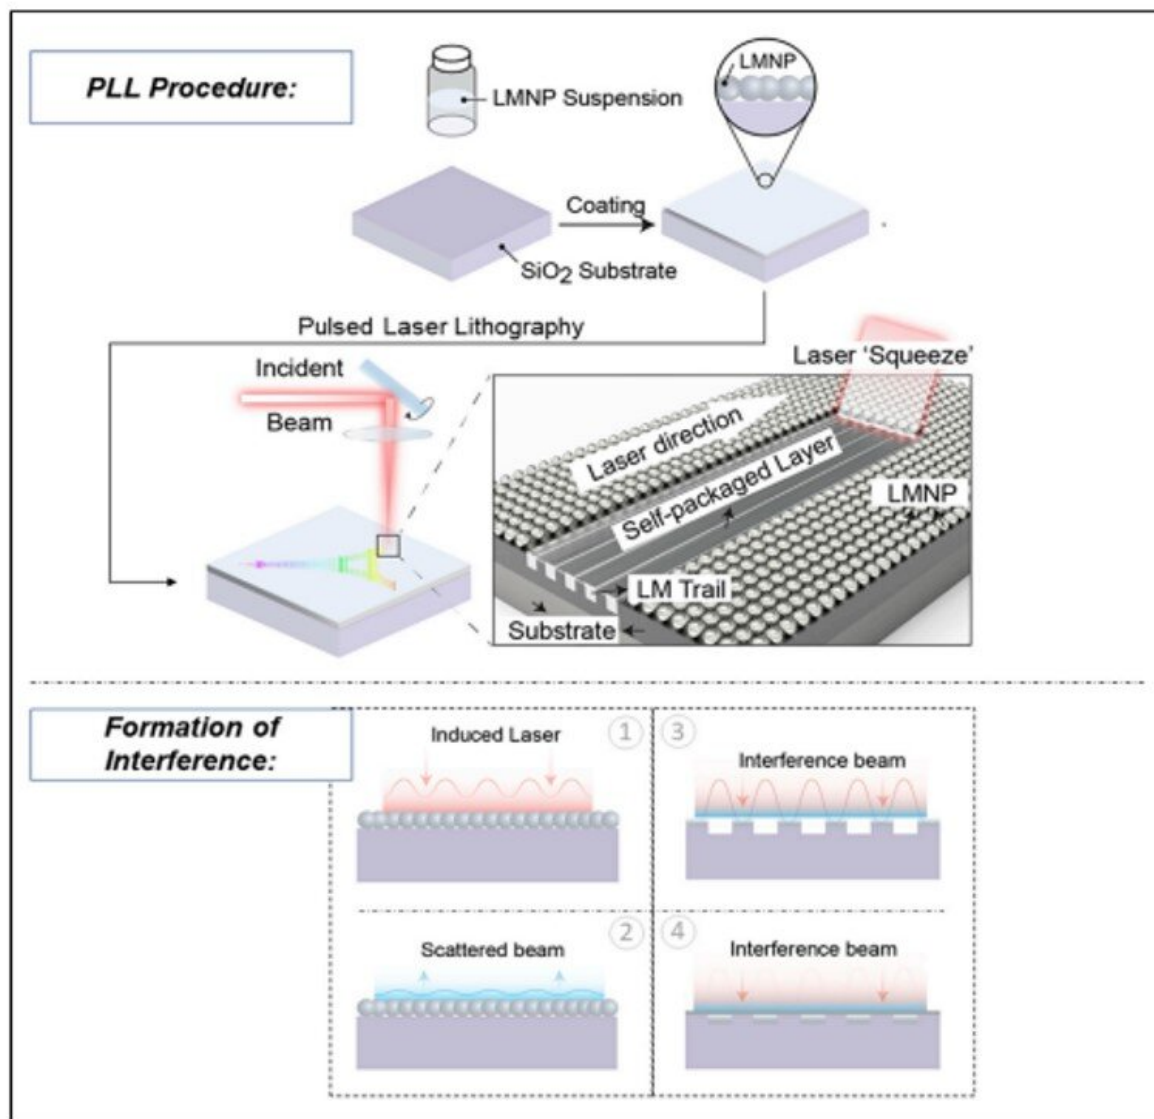 PLL Procedure:
LMNP Suspension
LMNP
Coating
SiO2 Substrate
Pulsed Laser Lithography
Incident
Beam
Laser 'Squeeze'
Laser direction
Self-packaged Layer
LMNP
LM Trail
Substrate
Formation of
Interference:
Induced Laser
1
Scattered beam
2
3
Interference beam
4
Interference beam